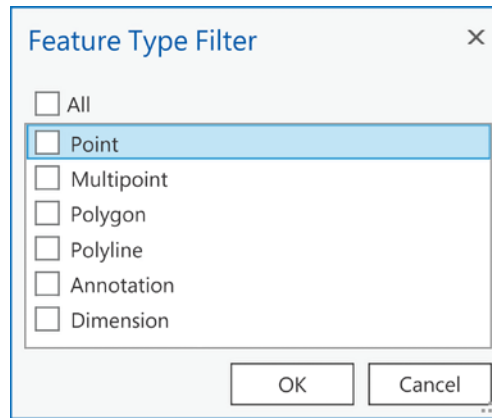 Feature Type Filter
All
Point
Multipoint
Polygon
Polyline
Annotation
Dimension
OK Cancel